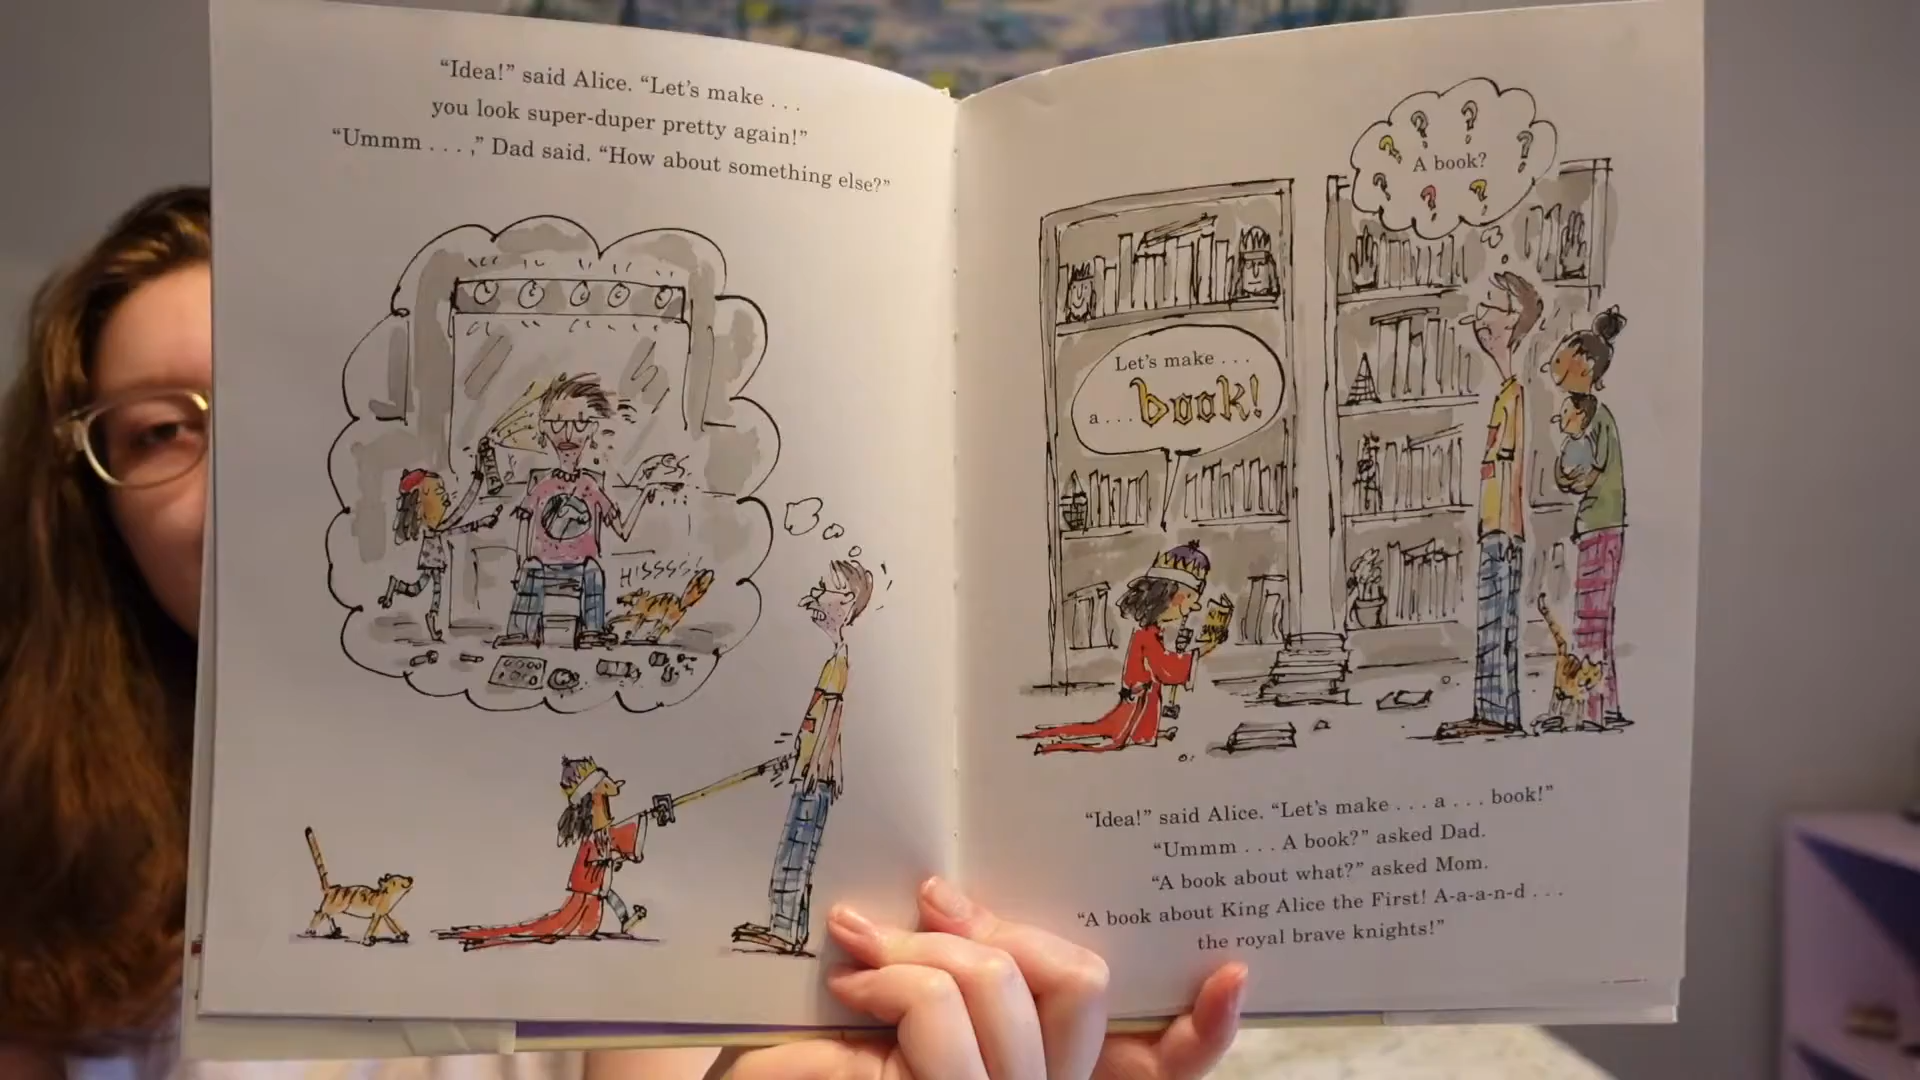 “Idea!” said Alice. “Let’s make . . .
you look super-duper pretty again!”
“Ummm . . . ,” Dad said. “How about something else?”
HISSSSS
A book?
Let’s make . . .
a . . . book!
“Idea!” said Alice. “Let’s make . . . a . . . book!”
“Ummm . . . A book?” asked Dad.
“A book about what?” asked Mom.
“A book about King Alice the First! A-a-a-n-d . . .
the royal brave knights!”